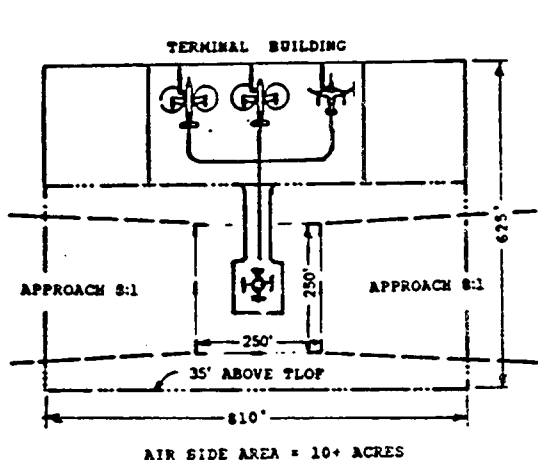 TERMINAL BUILDING
625'
APPROACH 8:1
250'
APPROACH 8:1
250'
35' ABOVE TLOF
810'
AIR SIDE AREA = 10+ ACRES